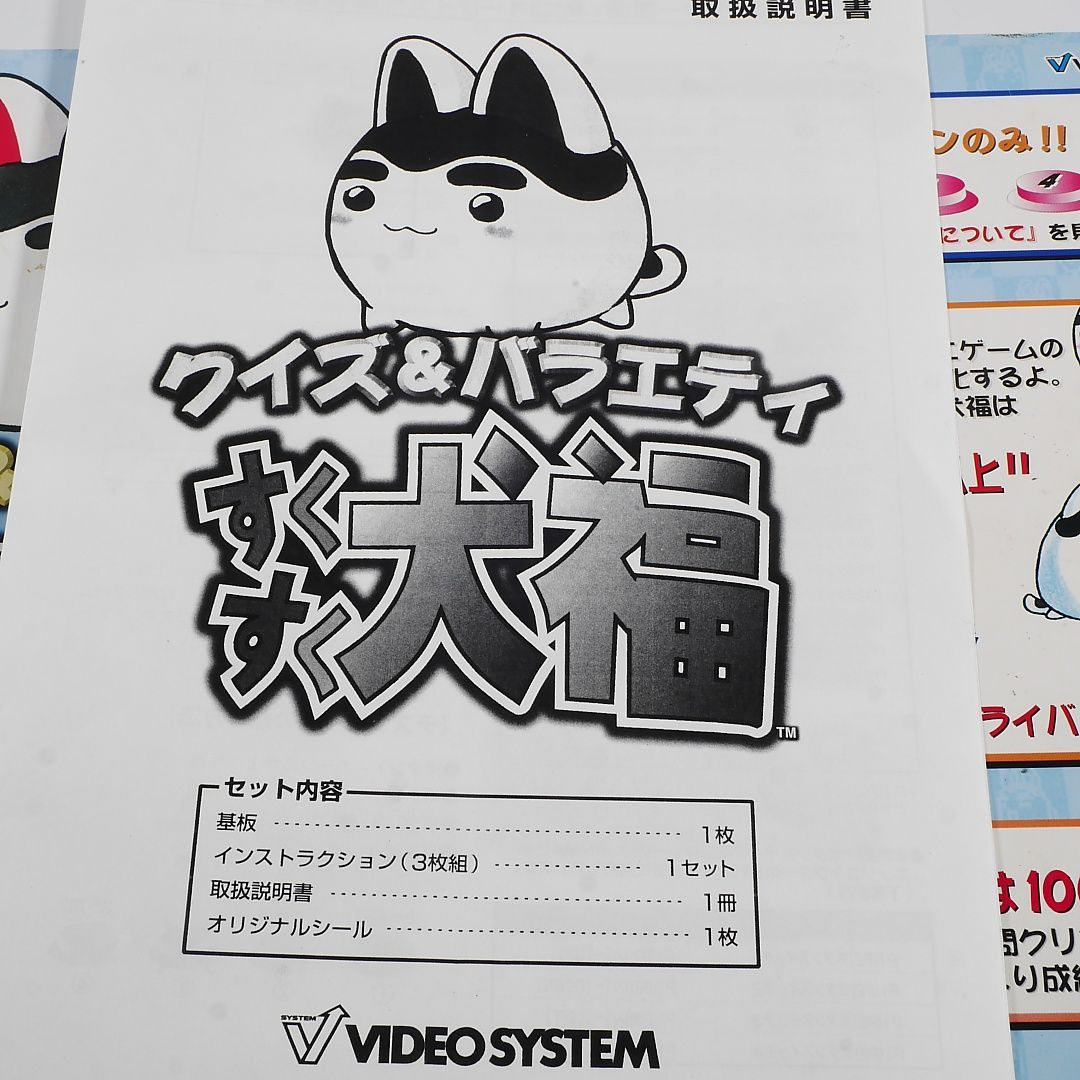 取扱説明書
クイズ&バラエティ
すくすく犬福
TM
セット内容
基板 1枚
インストラクション(3枚組) 1セット
取扱説明書 1冊
オリジナルシール 1枚
SYSTEM
VIDEO SYSTEM
ンのみ!!
4
について』を見
ゲームの
とするよ。
犬福は
上!!
ライバ
は100
問クリ
り成績